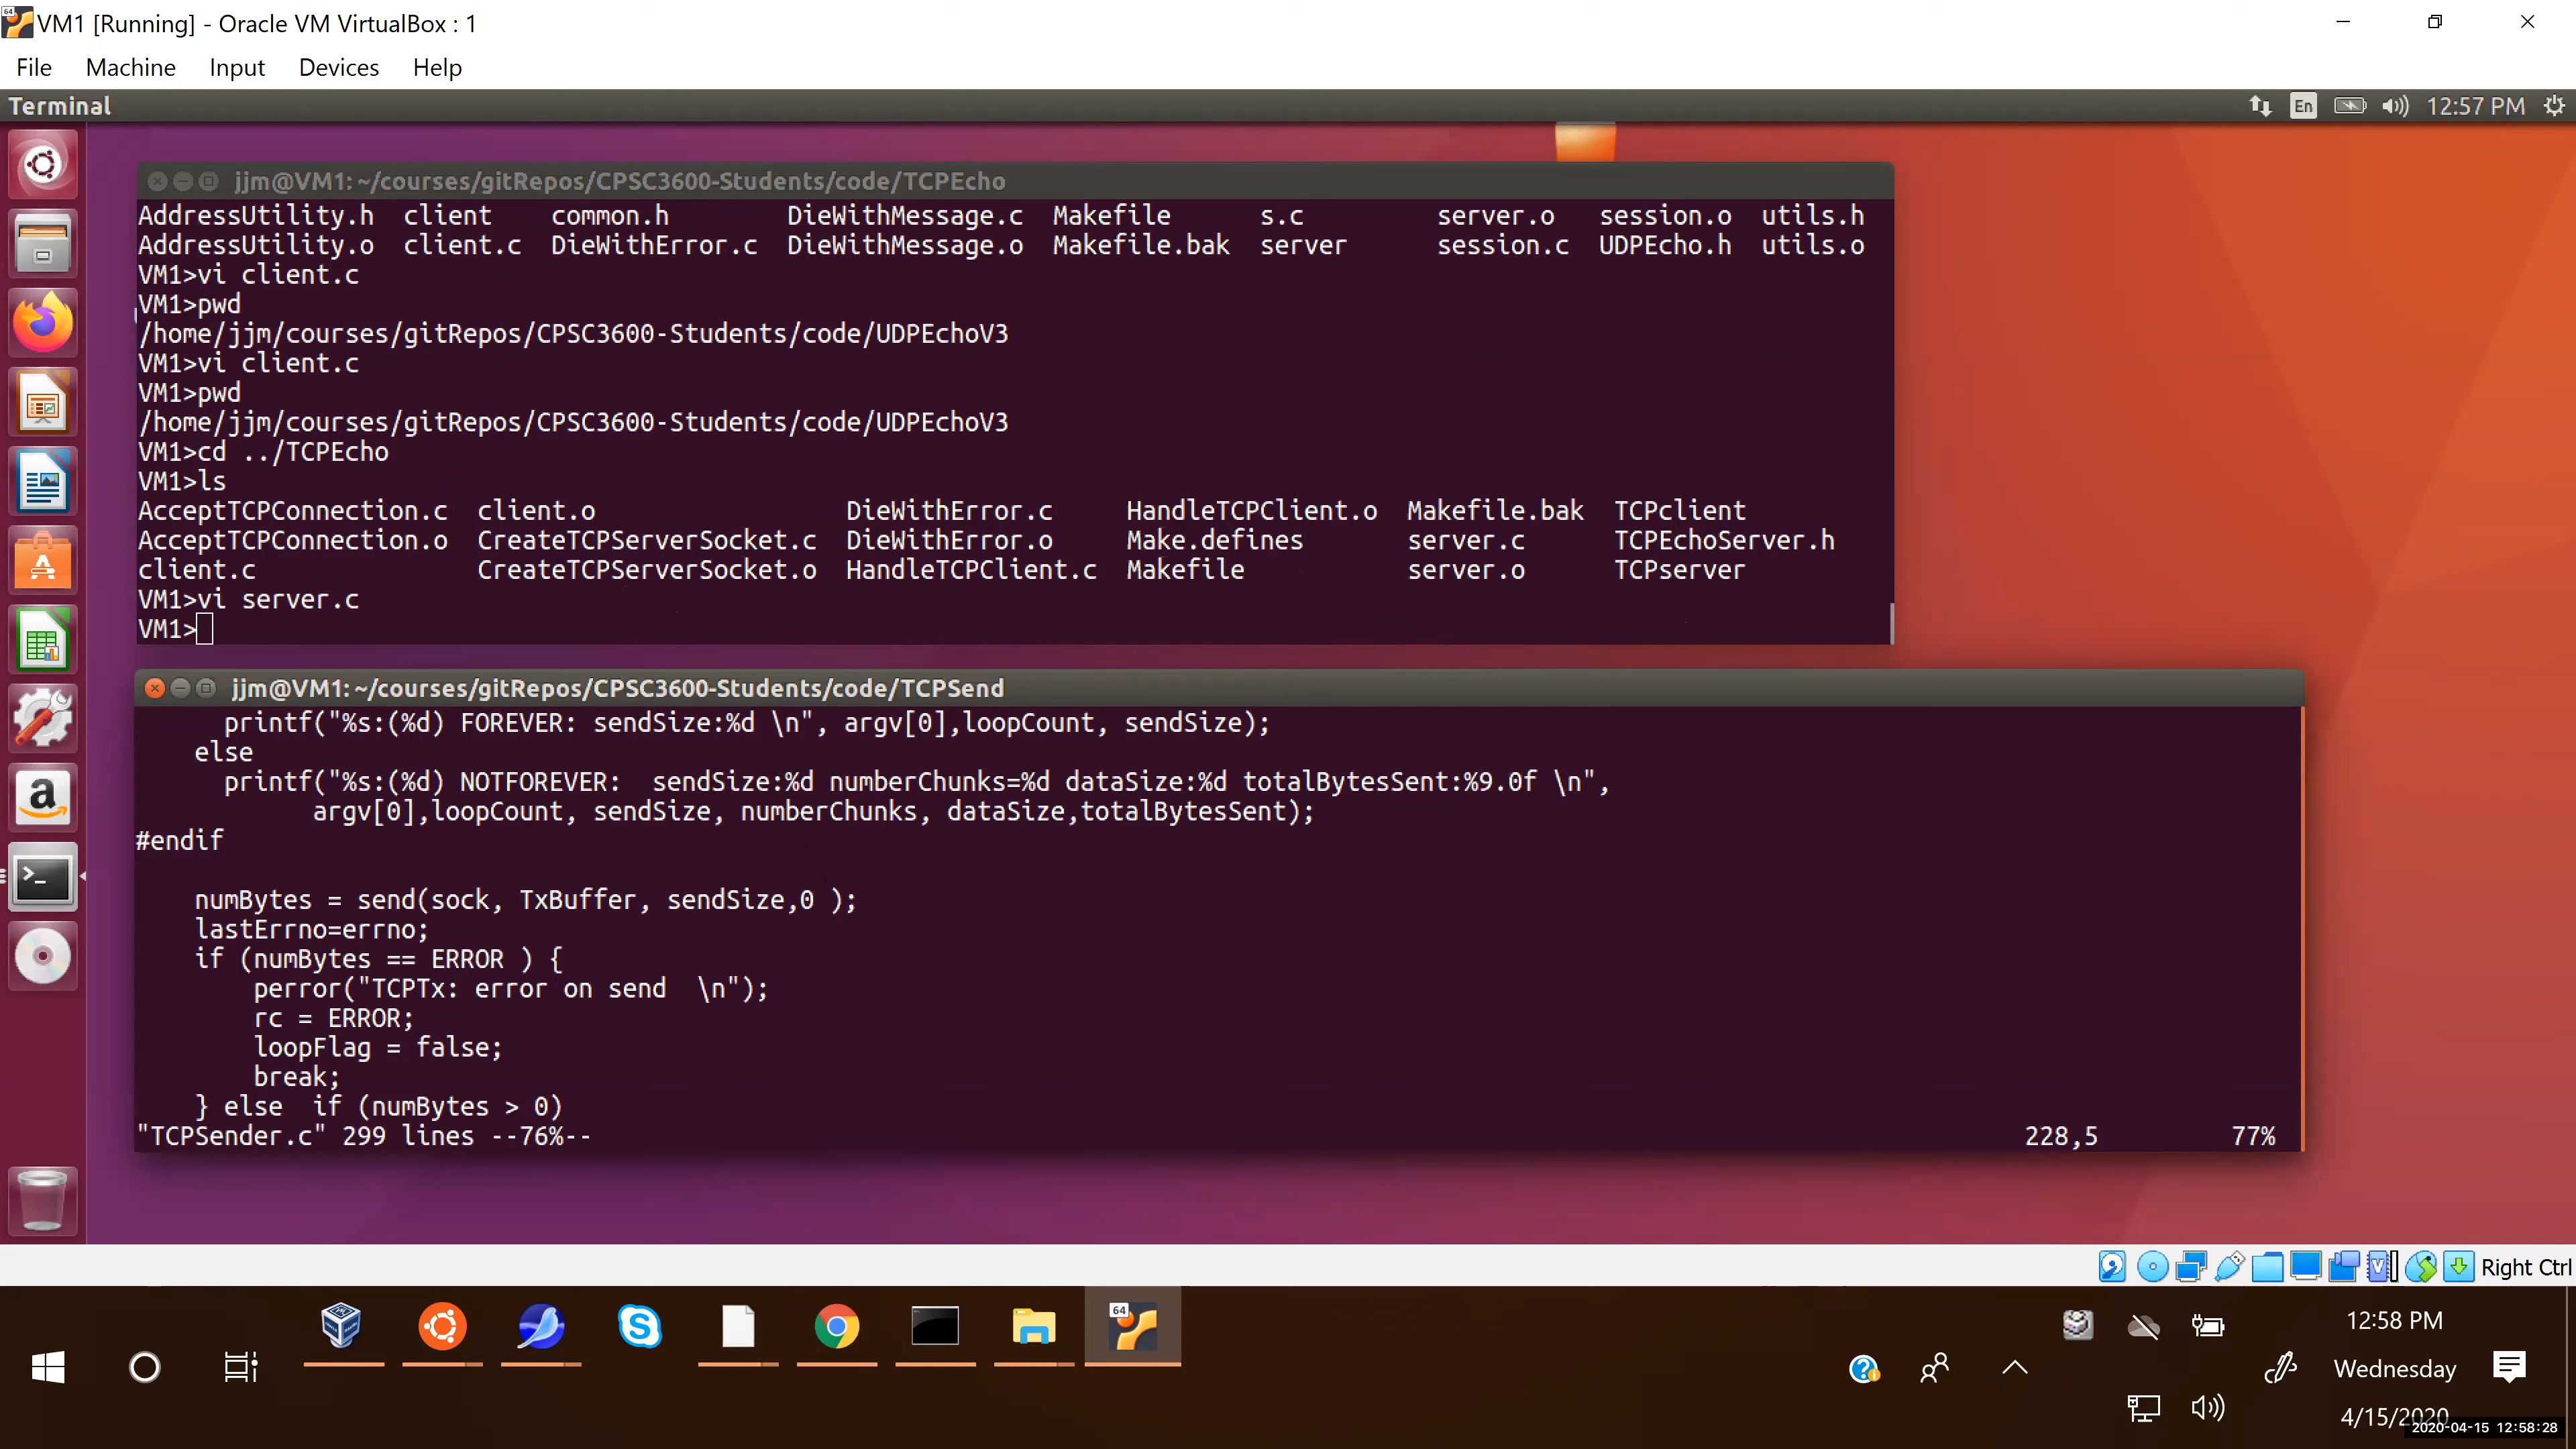 VM1 [Running] - Oracle VM VirtualBox : 1
File Machine Input Devices Help
Terminal
En 12:57 PM
jjm@VM1: ~/courses/gitRepos/CPSC3600-Students/code/TCPEcho
AddressUtility.h client common.h DieWithMessage.c Makefile s.c server.o session.o utils.h
AddressUtility.o client.c DieWithError.c DieWithMessage.o Makefile.bak server session.c UDPEcho.h utils.o
VM1>vi client.c
VM1>pwd
/home/jjm/courses/gitRepos/CPSC3600-Students/code/UDPEchoV3
VM1>vi client.c
VM1>pwd
/home/jjm/courses/gitRepos/CPSC3600-Students/code/UDPEchoV3
VM1>cd ../TCPEcho
VM1>ls
AcceptTCPConnection.c client.o DieWithError.c HandleTCPClient.o Makefile.bak TCPclient
AcceptTCPConnection.o CreateTCPServerSocket.c DieWithError.o Make.defines server.c TCPEchoServer.h
client.c CreateTCPServerSocket.o HandleTCPClient.c Makefile server.o TCPserver
VM1>vi server.c
VM1>
jjm@VM1: ~/courses/gitRepos/CPSC3600-Students/code/TCPSend
printf("%s:(%d) FOREVER: sendSize:%d \n", argv[0],loopCount, sendSize);
else
printf("%s:(%d) NOTFOREVER:  sendSize:%d numberChunks=%d dataSize:%d totalBytesSent:%9.0f \n",
argv[0],loopCount, sendSize, numberChunks, dataSize,totalBytesSent);
#endif
numBytes = send(sock, TxBuffer, sendSize,0 );
lastErrno=errno;
if (numBytes == ERROR ) {
perror("TCPTx: error on send  \n");
rc = ERROR;
loopFlag = false;
break;
} else  if (numBytes > 0)
"TCPSender.c" 299 lines --76%-- 228,5 77%
Right Ctrl
64
12:58 PM
Wednesday
4/15/2020
2020-04-15 12:58:28